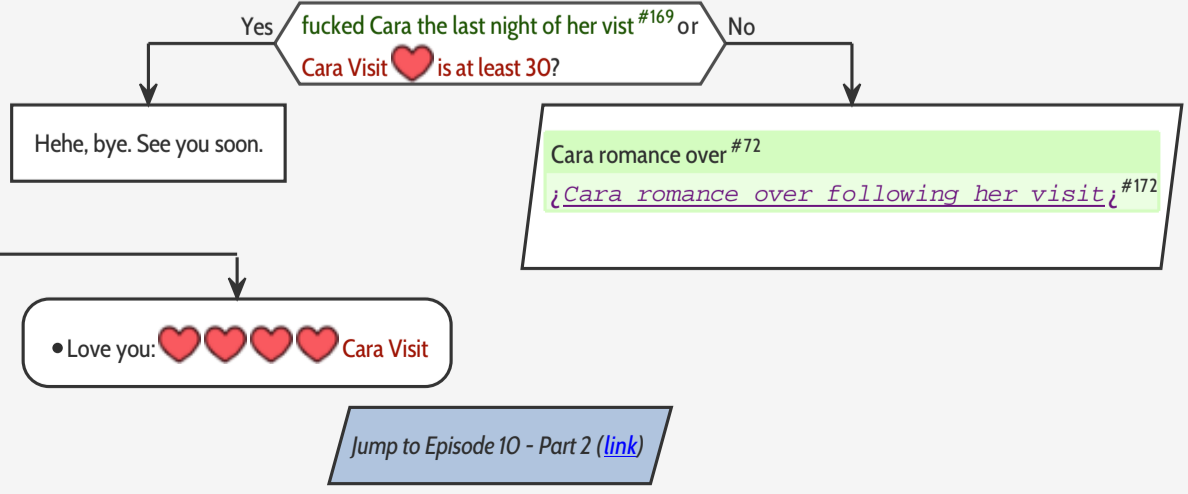 Yes
fucked Cara the last night of her vist #169 or
Cara Visit is at least 30?
No
Hehe, bye. See you soon.
Cara romance over #72
¿Cara romance over following her visit¿ #172
• Love you: Cara Visit
Jump to Episode 10 - Part 2 (link)